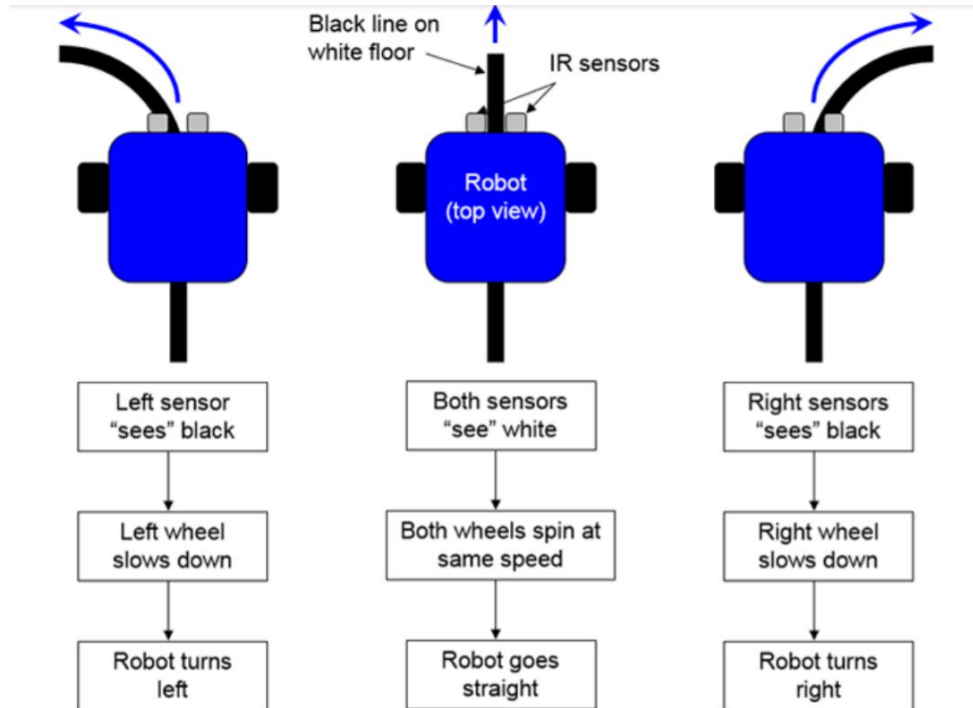 Black line on
white floor
IR sensors
Robot
(top view)
Left sensor
“sees” black
Both sensors
“see” white
Right sensors
“sees” black
Left wheel
slows down
Both wheels spin at
same speed
Right wheel
slows down
Robot turns
left
Robot goes
straight
Robot turns
right